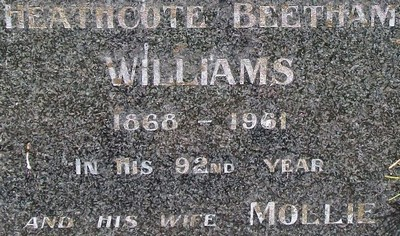 HEATHCOTE BEETHAM
WILLIAMS
1868 - 1961
IN HIS 92ND YEAR
AND HIS WIFE MOLLIE